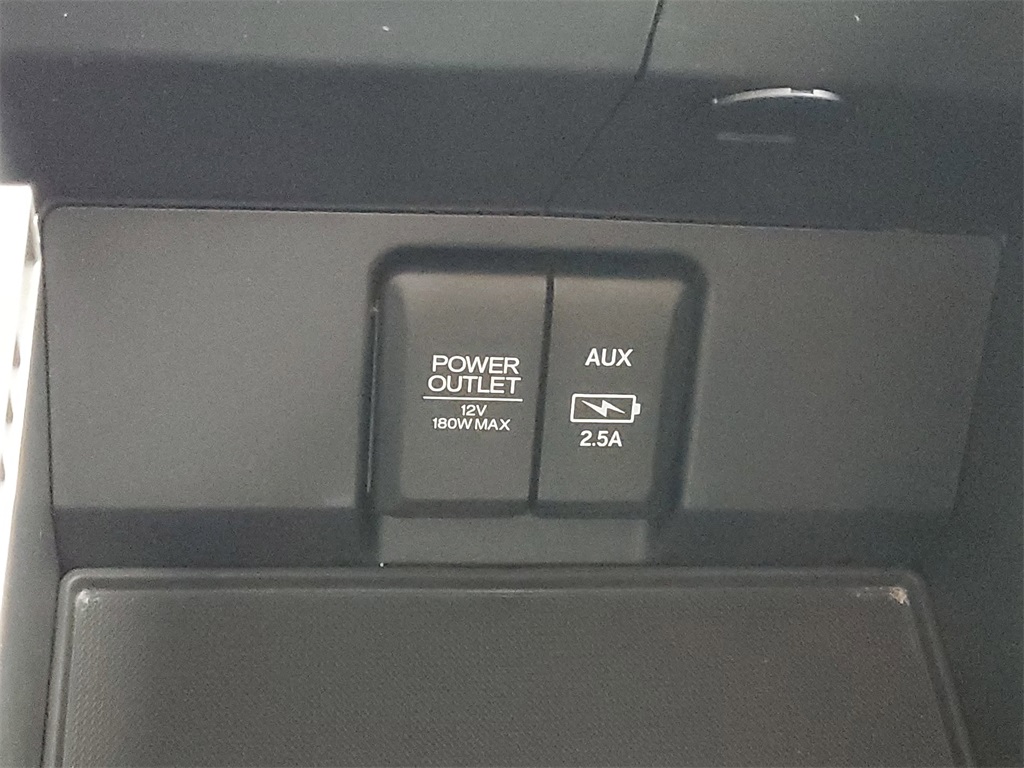 POWER
OUTLET
12V
180W MAX
AUX
2.5A